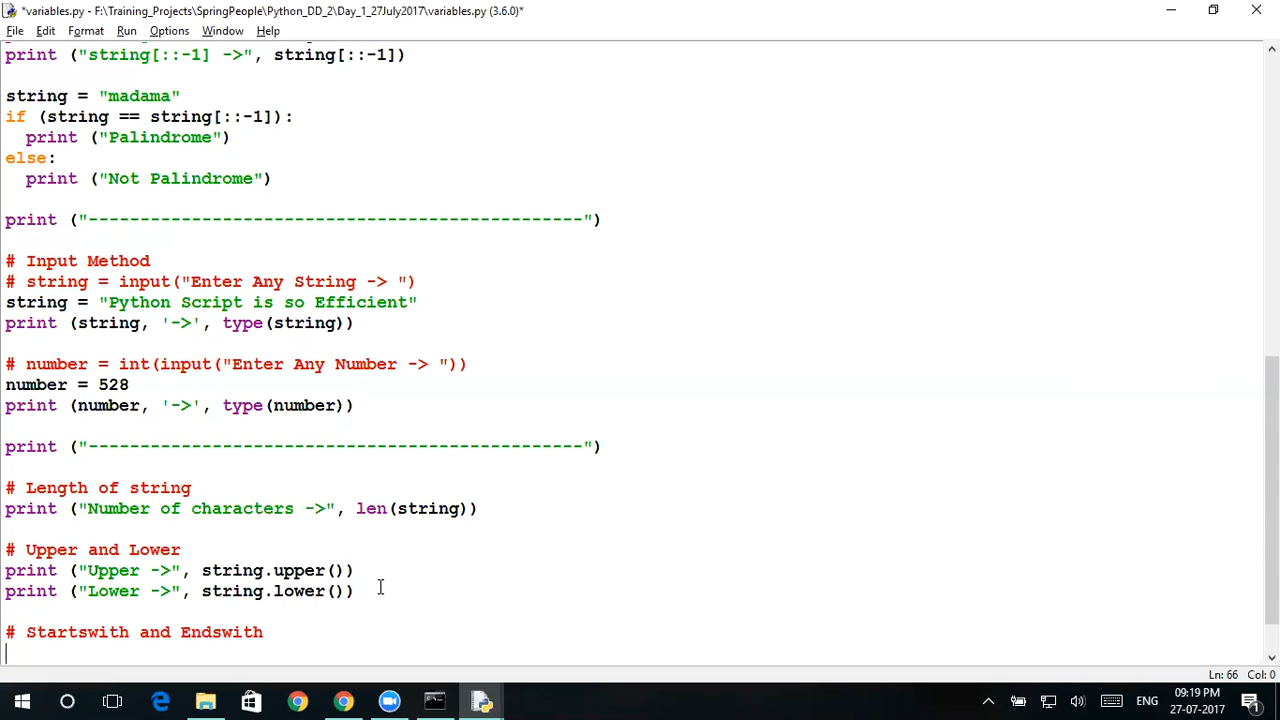 *variables.py - F:\Training_Projects\SpringPeople\Python_DD_2\Day_1_27July2017\variables.py (3.6.0)*
File Edit Format Run Options Window Help
print ("string[::-1] ->", string[::-1])
string = "madama"
if (string == string[::-1]):
  print ("Palindrome")
else:
  print ("Not Palindrome")
print ("------------------------------------------------")
# Input Method
# string = input("Enter Any String -> ")
string = "Python Script is so Efficient"
print (string, '->', type(string))
# number = int(input("Enter Any Number -> "))
number = 528
print (number, '->', type(number))
print ("------------------------------------------------")
# Length of string
print ("Number of characters ->", len(string))
# Upper and Lower
print ("Upper ->", string.upper())
print ("Lower ->", string.lower())
# Startswith and Endswith
Ln: 66 Col: 0
ENG
09:19 PM
27-07-2017
1